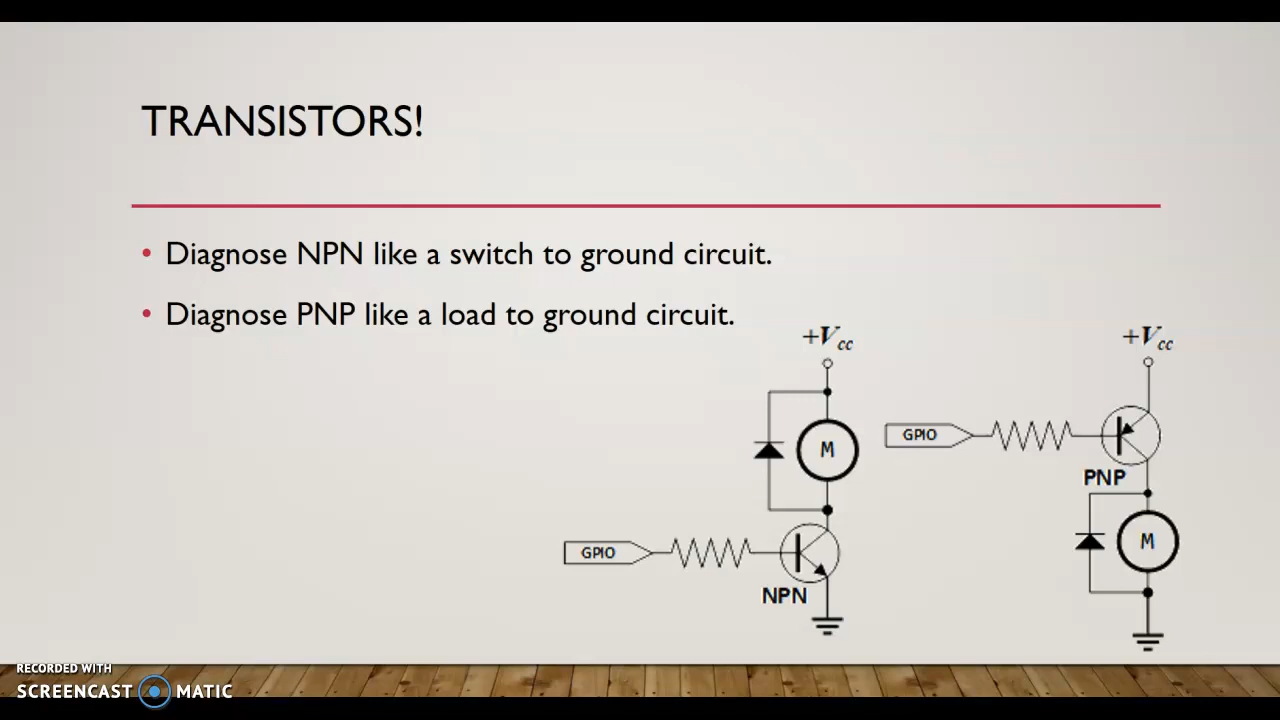 TRANSISTORS!
• Diagnose NPN like a switch to ground circuit.
• Diagnose PNP like a load to ground circuit.
+Vcc
M
GPIO
NPN
+Vcc
GPIO
PNP
M
RECORDED WITH
SCREENCAST MATIC